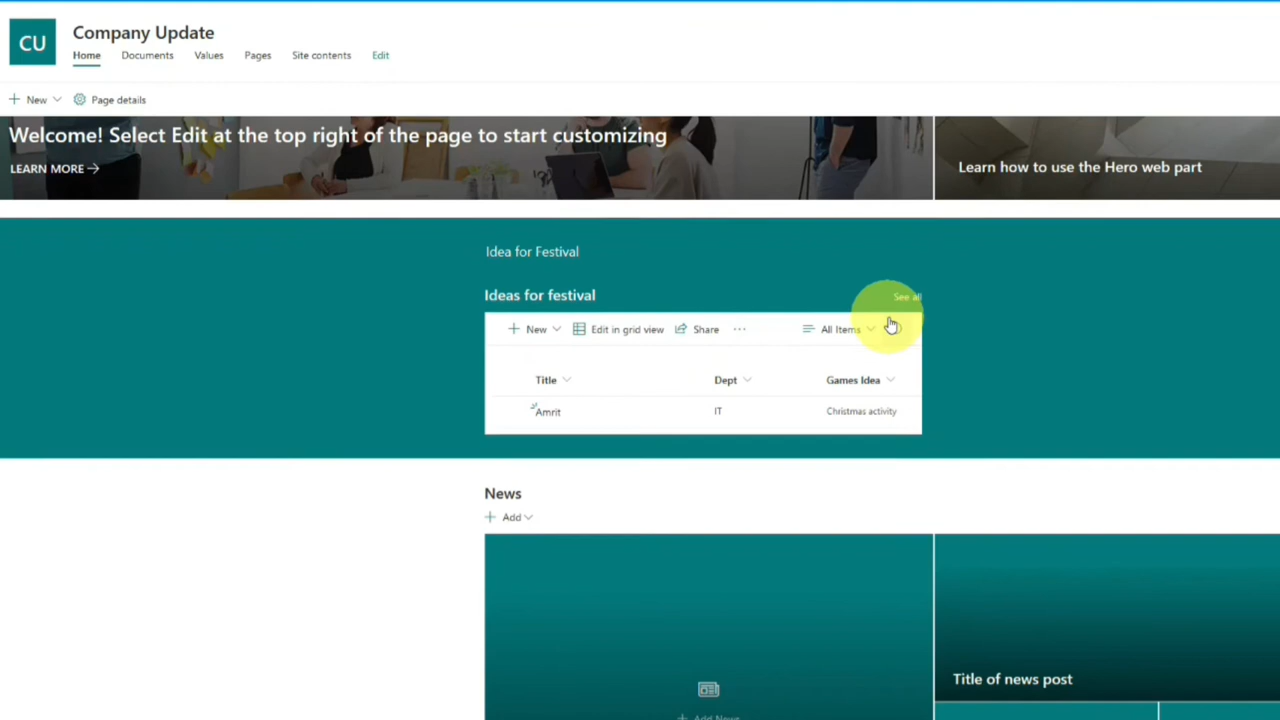 CU
Company Update
Home Documents Values Pages Site contents Edit
New Page details
Welcome! Select Edit at the top right of the page to start customizing
LEARN MORE
Learn how to use the Hero web part
Idea for Festival
Ideas for festival See all
New Edit in grid view Share ··· All Items
Title Dept Games Idea
Amrit IT Christmas activity
News
Add
Title of news post
Add News